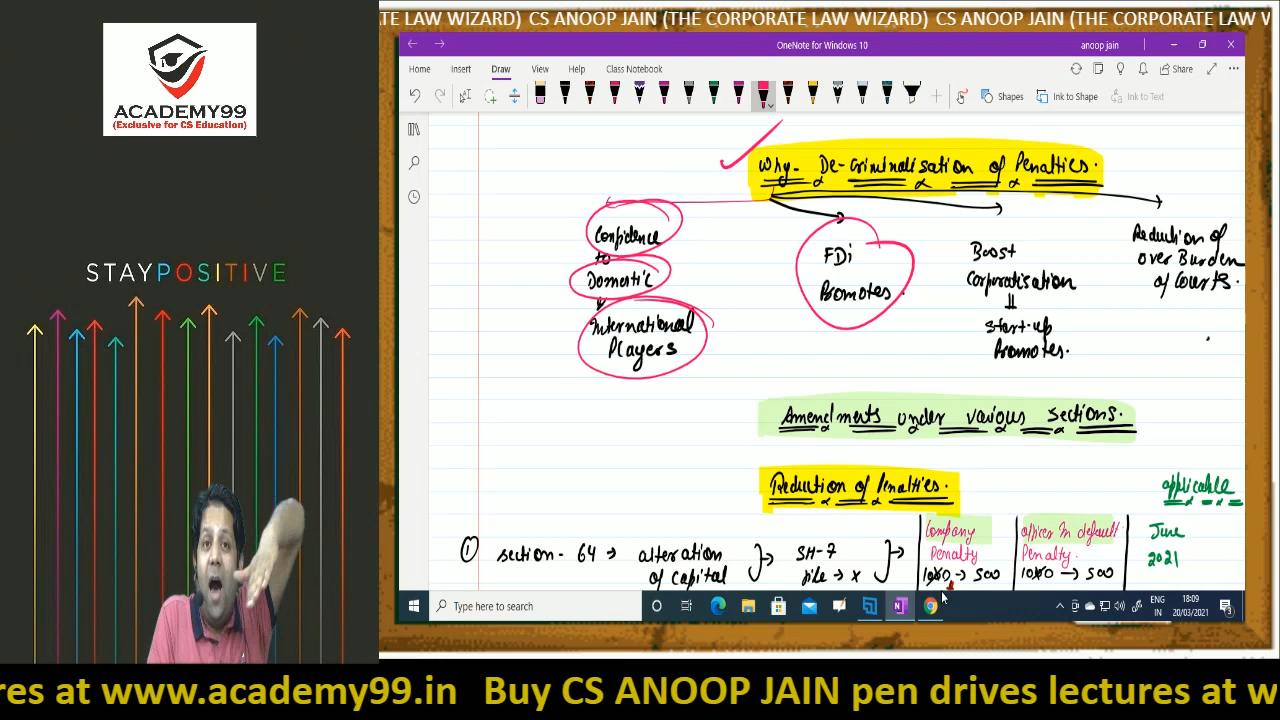 ATE LAW WIZARD)  CS ANOOP JAIN (THE CORPORATE LAW WIZARD)  CS ANOOP JAIN (THE CORPORATE LAW W
ACADEMY99
(Exclusive for CS Education)
STAYPOSITIVE
OneNote for Windows 10
anoop jain
Home Insert Draw View Help Class Notebook
Share
Shapes Ink to Shape Ink to Text
Why - De-criminalisation of Penalties.
Confidence
to
Domestic
International
Players
FDi
Promotes.
Boost
Corporatisation
Start-up
Promotes.
Reduction of
over Burden
of Courts.
Amendments under various sections.
Reduction of Penalties.
applicable
June
2021
① section - 64 → alteration
of capital
SH-7
file → x
Company
Penalty
1000 → 500
officer in default
Penalty.
1000 → 500
Type here to search
ENG
IN
18:09
20/03/2021
3
res at www.academy99.in   Buy CS ANOOP JAIN pen drives lectures at w